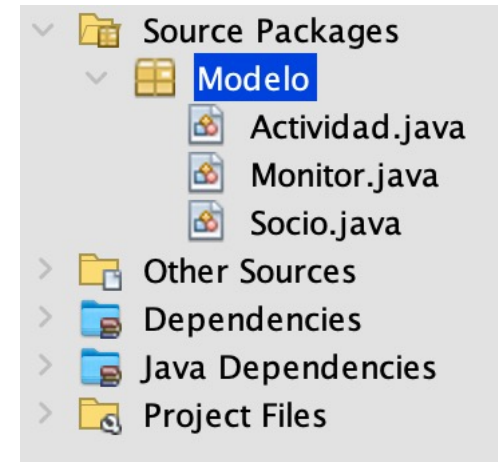 Source Packages
Modelo
Actividad.java
Monitor.java
Socio.java
Other Sources
Dependencies
Java Dependencies
Project Files